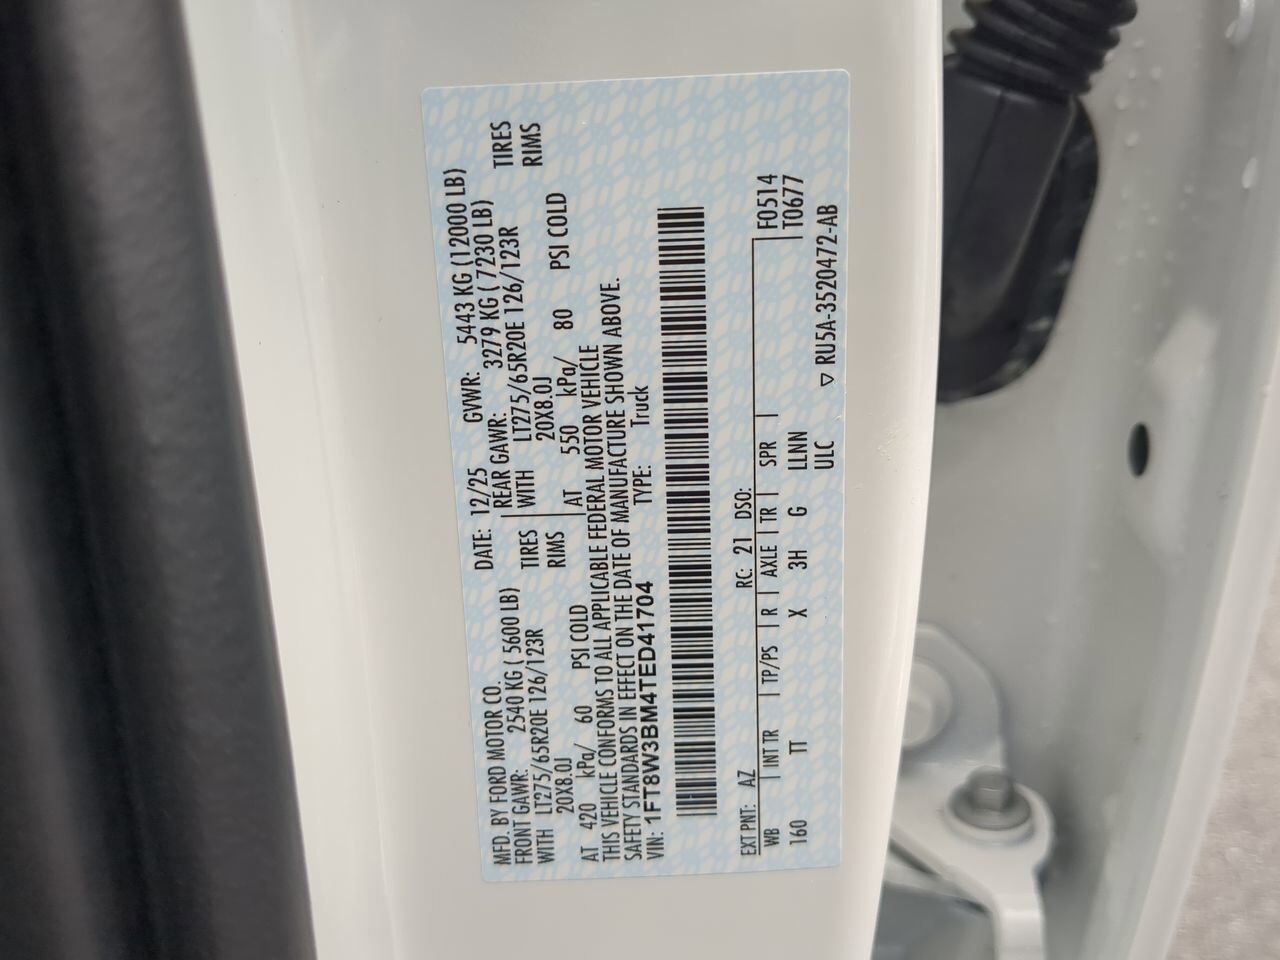 MFD. BY FORD MOTOR CO. DATE: 12/25 GVWR: 5443 KG (12000 LB)
FRONT GAWR: 2540 KG ( 5600 LB) REAR GAWR: 3279 KG ( 7230 LB)
WITH LT275/65R20E 126/123R TIRES WITH LT275/65R20E 126/123R TIRES
20X8.0J RIMS 20X8.0J RIMS
AT 420 kPa/ 60 PSI COLD AT 550 kPa/ 80 PSI COLD
THIS VEHICLE CONFORMS TO ALL APPLICABLE FEDERAL MOTOR VEHICLE
SAFETY STANDARDS IN EFFECT ON THE DATE OF MANUFACTURE SHOWN ABOVE.
VIN: 1FT8W3BM4TED41704 TYPE: Truck
EXT PNT: AZ RC: 21 DSO: F0514
WB INT TR TP/PS R AXLE TR SPR T0677
160 TT X 3H G LLNN
ULC ▽ RU5A-3520472-AB